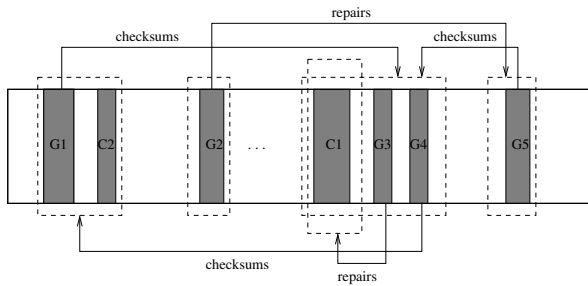 repairs
checksums
checksums
G1
C2
G2
. . .
C1
G3
G4
G5
checksums
repairs